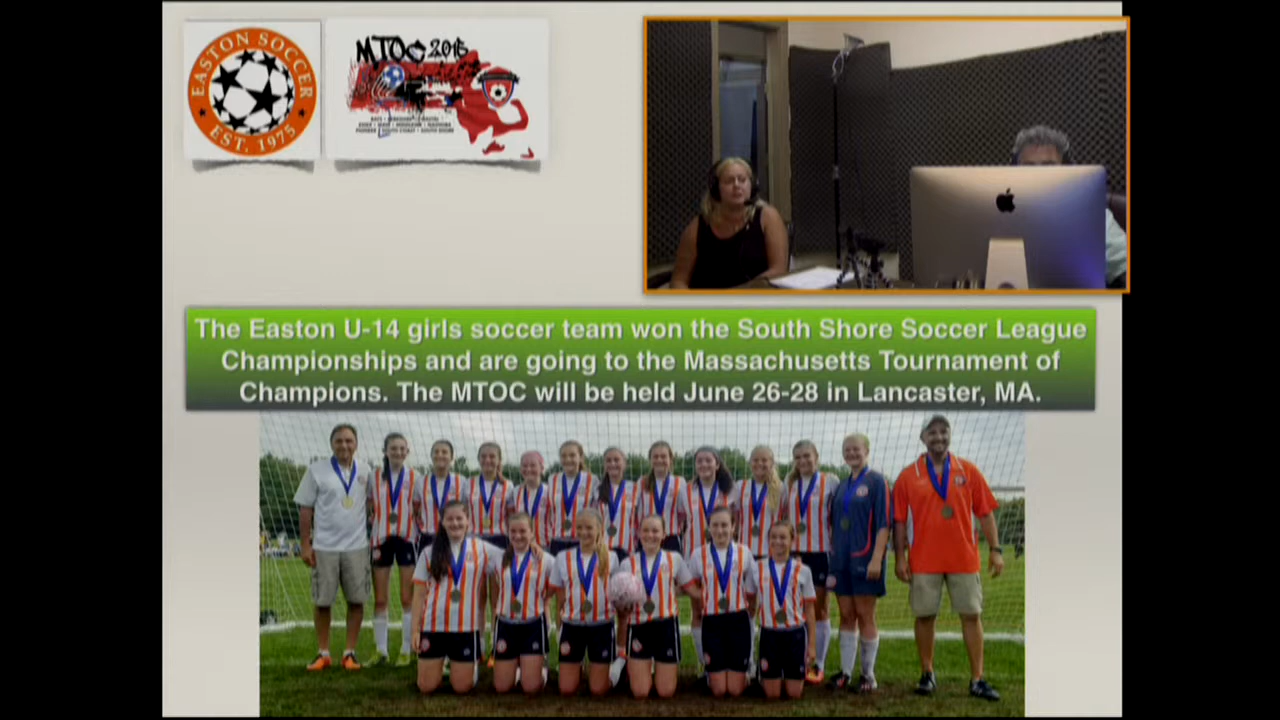 EASTON SOCCER
EST. 1975
MTOC 2015
The Easton U-14 girls soccer team won the South Shore Soccer League
Championships and are going to the Massachusetts Tournament of
Champions. The MTOC will be held June 26-28 in Lancaster, MA.